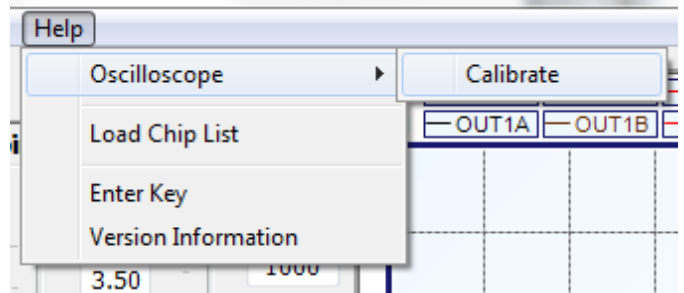 Help
Oscilloscope
Calibrate
OUT1A OUT1B
Load Chip List
Enter Key
Version Information
3.50
1000